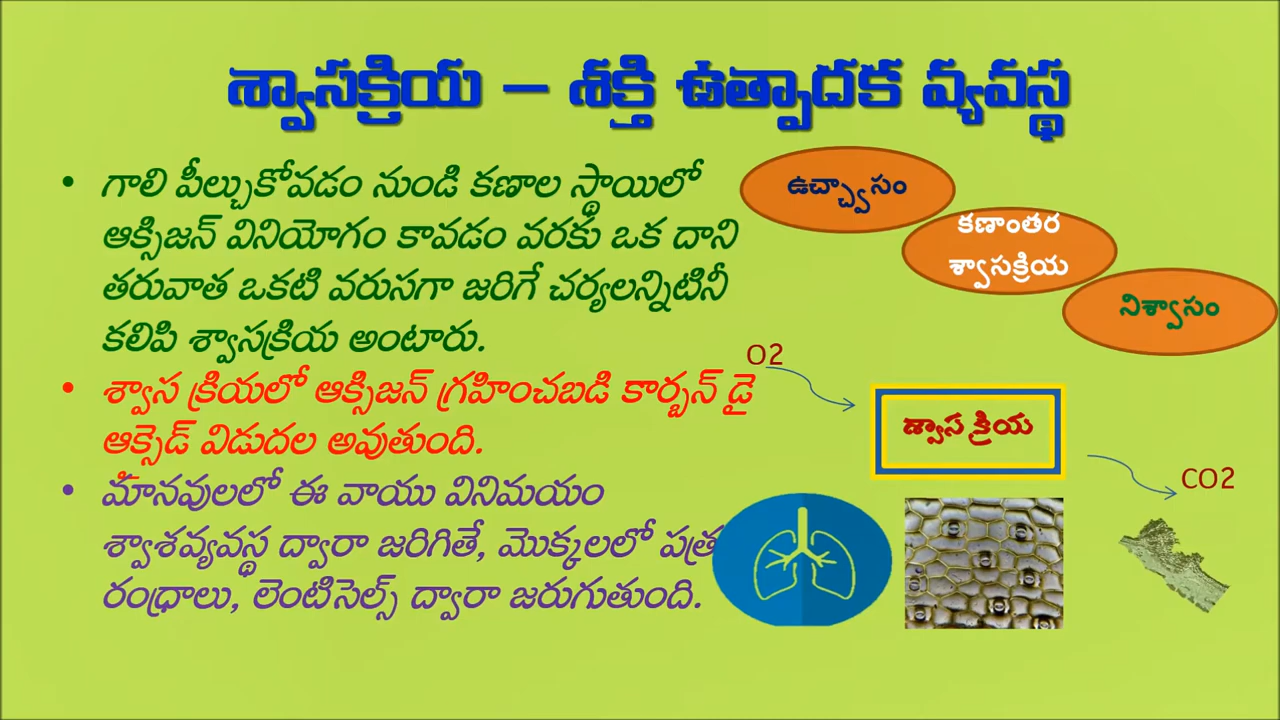 శ్వాసక్రియ – శక్తి ఉత్పాదక వ్యవస్థ
• గాలి పీల్చుకోవడం నుండి కణాల స్థాయిలో
ఆక్సిజన్ వినియోగం కావడం వరకు ఒక దాని
తరువాత ఒకటి వరుసగా జరిగే చర్యలన్నిటినీ
కలిపి శ్వాసక్రియ అంటారు.
• శ్వాస క్రియలో ఆక్సిజన్ గ్రహించబడి కార్బన్ డై
ఆక్సైడ్ విడుదల అవుతుంది.
• మానవులలో ఈ వాయు వినిమయం
శ్వాశవ్యవస్థ ద్వారా జరిగితే, మొక్కలలో పత్ర
రంధ్రాలు, లెంటిసెల్స్ ద్వారా జరుగుతుంది.
ఉచ్ఛ్వాసం
కణాంతర
శ్వాసక్రియ
నిశ్వాసం
O2
శ్వాస క్రియ
CO2